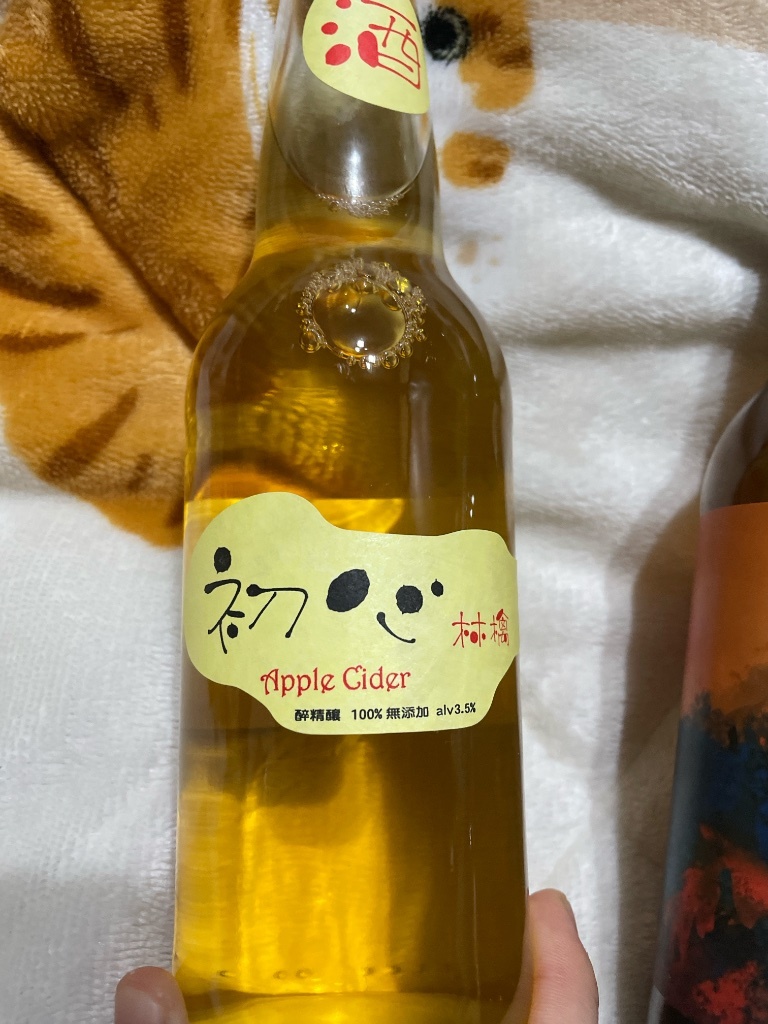 酒
初心 林檎
Apple Cider
醉精釀 100% 無添加 alv3.5%